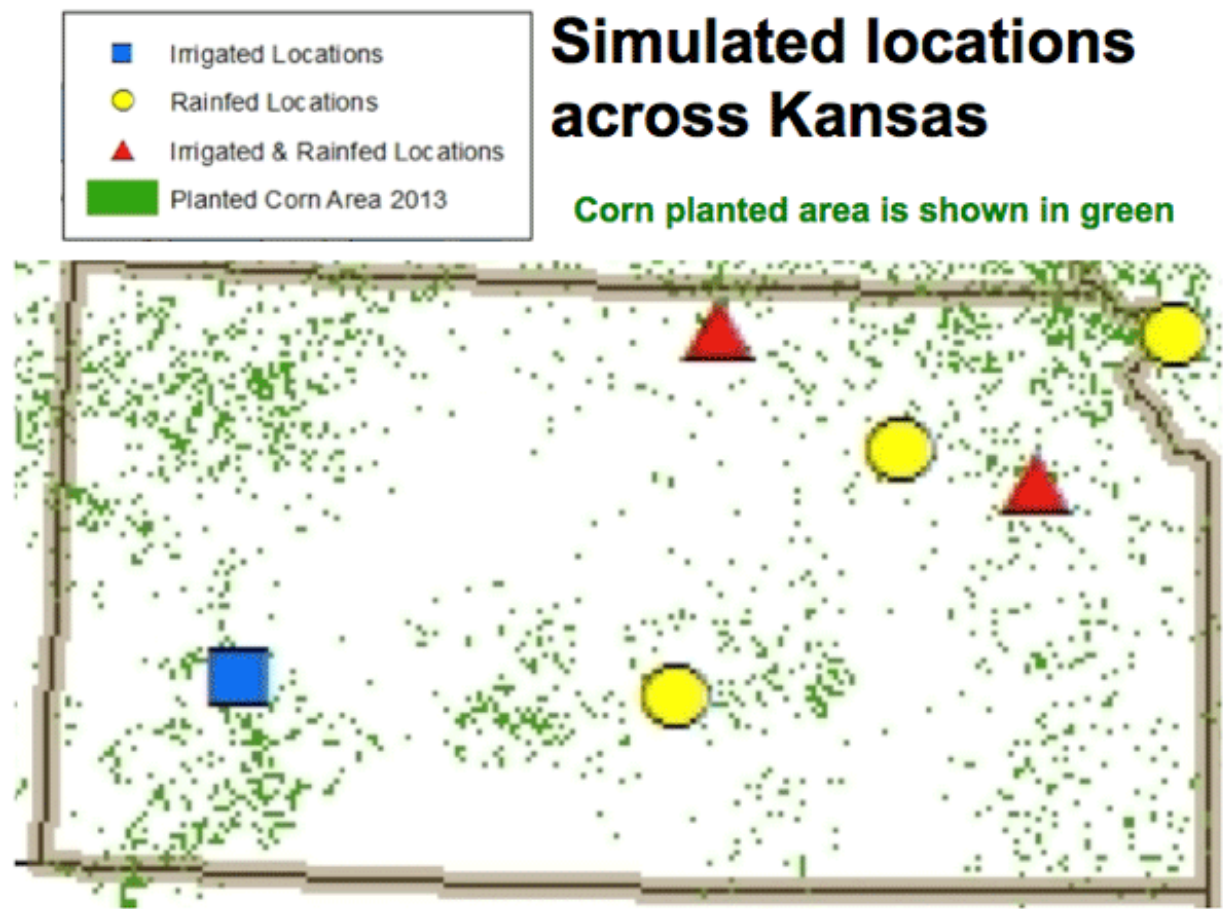 Irrigated Locations
Rainfed Locations
Irrigated & Rainfed Locations
Planted Corn Area 2013
Simulated locations
across Kansas
Corn planted area is shown in green